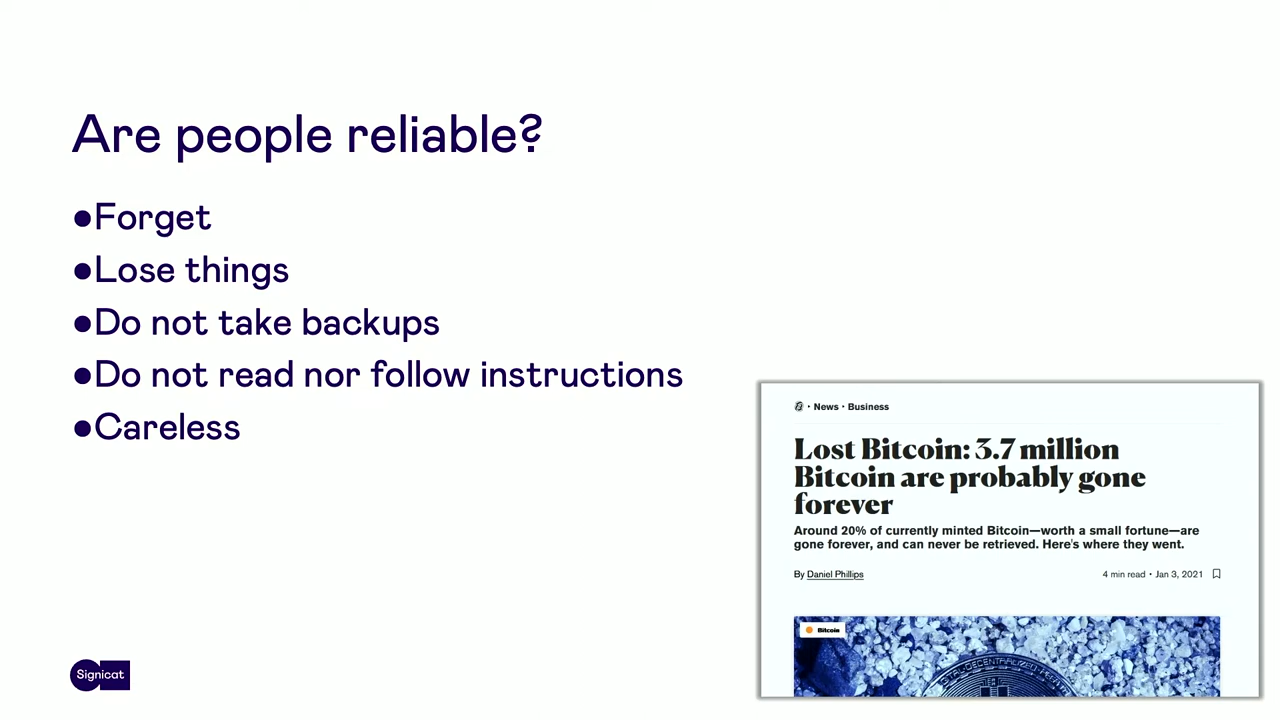 Are people reliable?
●Forget
●Lose things
●Do not take backups
●Do not read nor follow instructions
●Careless
· News · Business
Lost Bitcoin: 3.7 million
Bitcoin are probably gone
forever
Around 20% of currently minted Bitcoin—worth a small fortune—are
gone forever, and can never be retrieved. Here's where they went.
By Daniel Phillips
4 min read · Jan 3, 2021
Bitcoin
DECENTRALIZED
Signicat